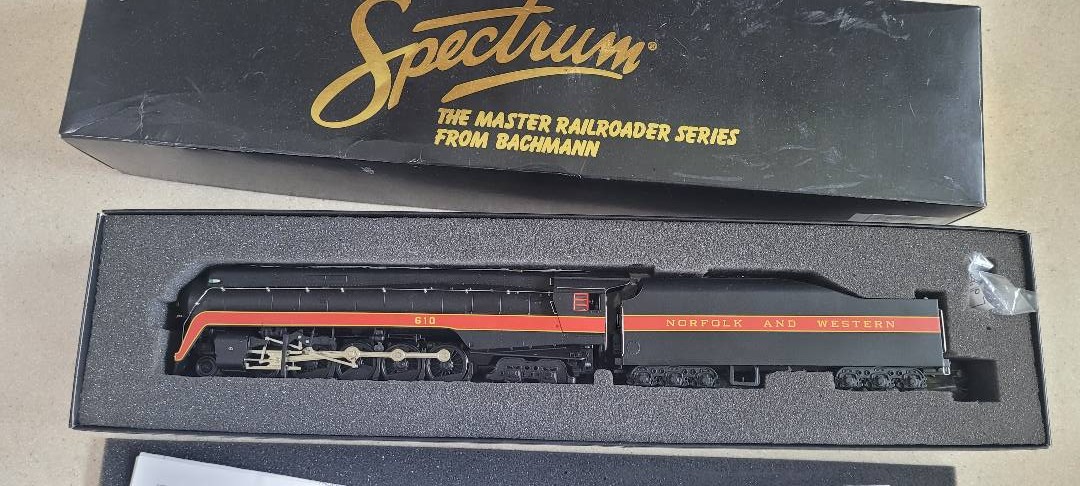 Spectrum®
THE MASTER RAILROADER SERIES
FROM BACHMANN
610
NORFOLK AND WESTERN